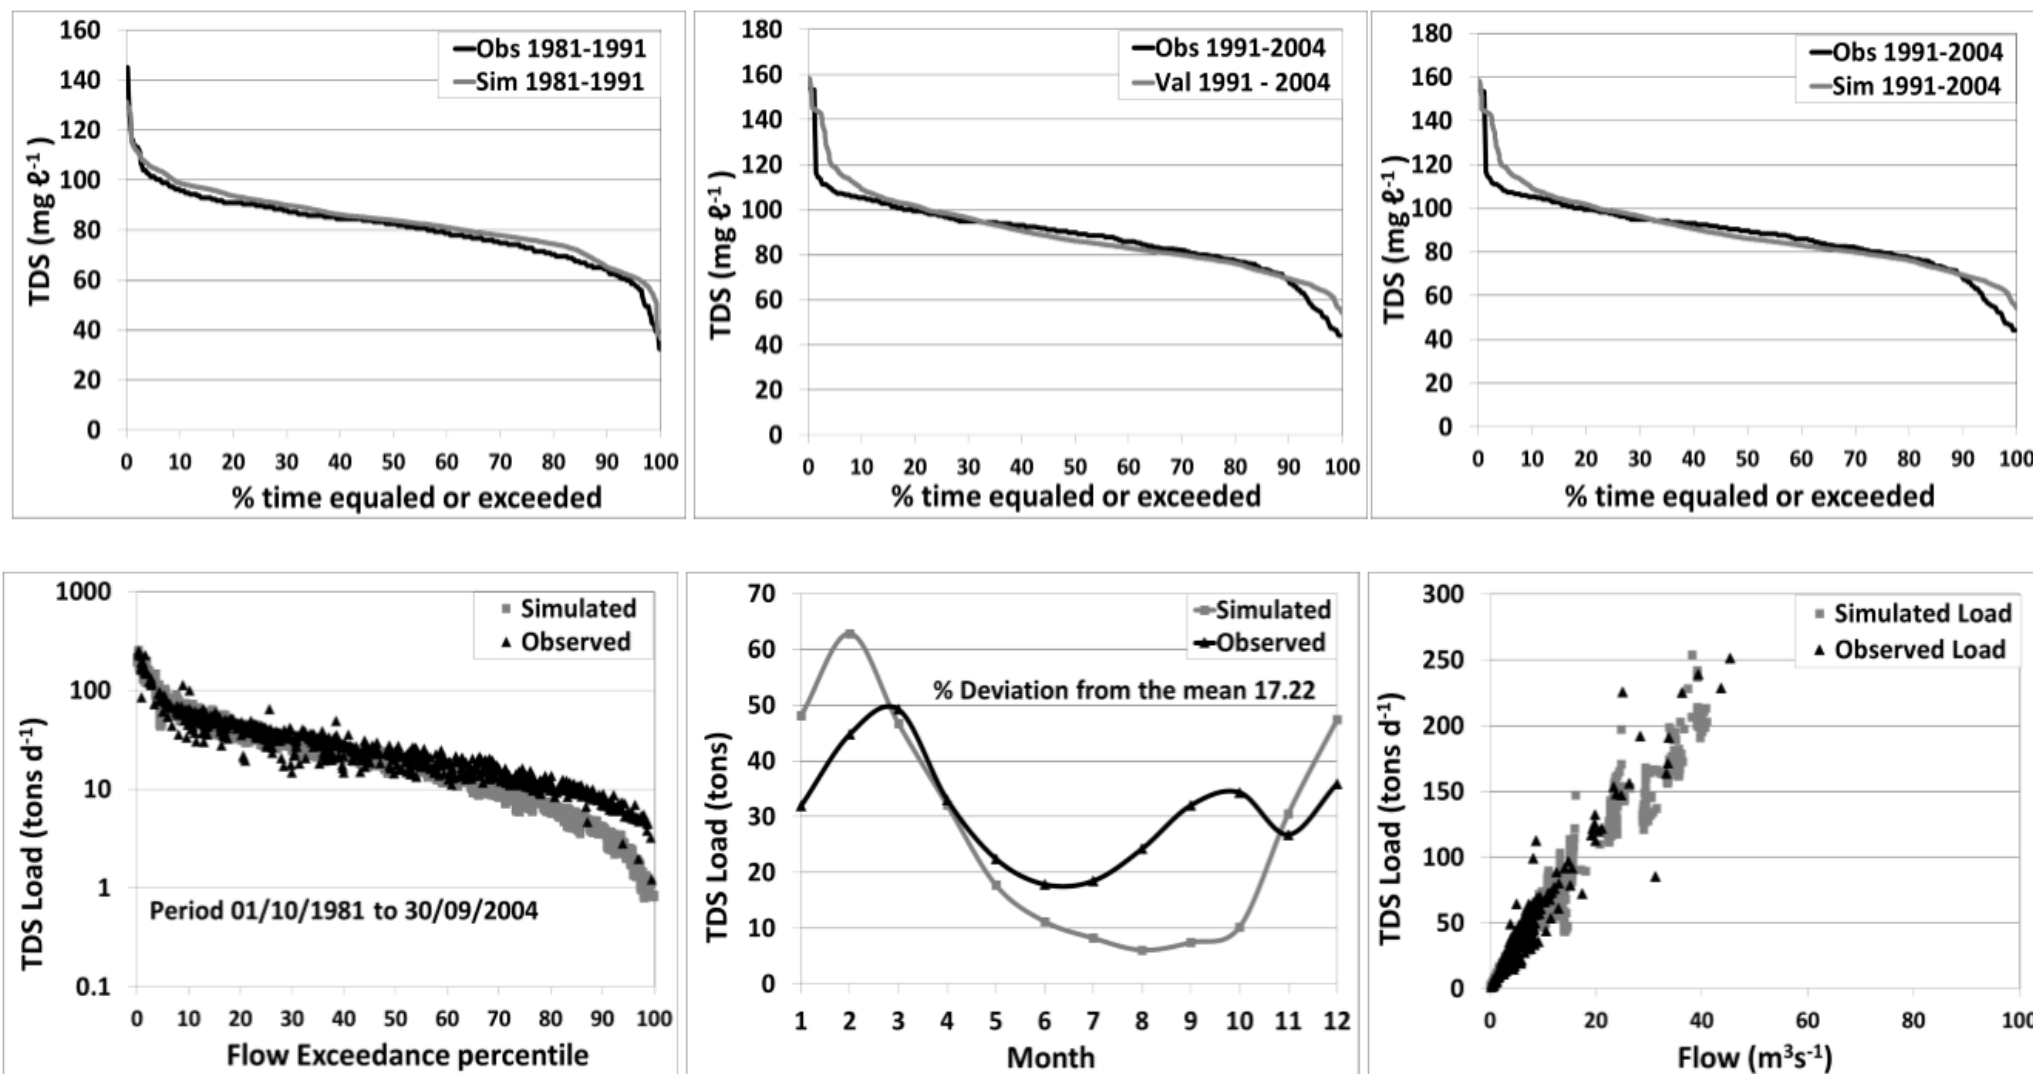 160
140
120
100
80
60
40
20
0
TDS (mg ℓ-1 )
Obs 1981-1991
Sim 1981-1991
0 10 20 30 40 50 60 70 80 90 100
% time equaled or exceeded
180
160
140
120
100
80
60
40
20
0
TDS (mg ℓ-1 )
Obs 1991-2004
Val 1991 - 2004
0 10 20 30 40 50 60 70 80 90 100
% time equaled or exceeded
180
160
140
120
100
80
60
40
20
0
TDS (mg ℓ-1 )
Obs 1991-2004
Sim 1991-2004
0 10 20 30 40 50 60 70 80 90 100
% time equaled or exceeded
1000
100
10
1
0.1
TDS Load (tons d-1)
Simulated
Observed
Period 01/10/1981 to 30/09/2004
0 10 20 30 40 50 60 70 80 90 100
Flow Exceedance percentile
70
60
50
40
30
20
10
0
TDS Load (tons)
Simulated
Observed
% Deviation from the mean 17.22
1 2 3 4 5 6 7 8 9 10 11 12
Month
300
250
200
150
100
50
0
TDS Load (tons d-1)
Simulated Load
Observed Load
0 20 40 60 80 100
Flow (m3s-1)